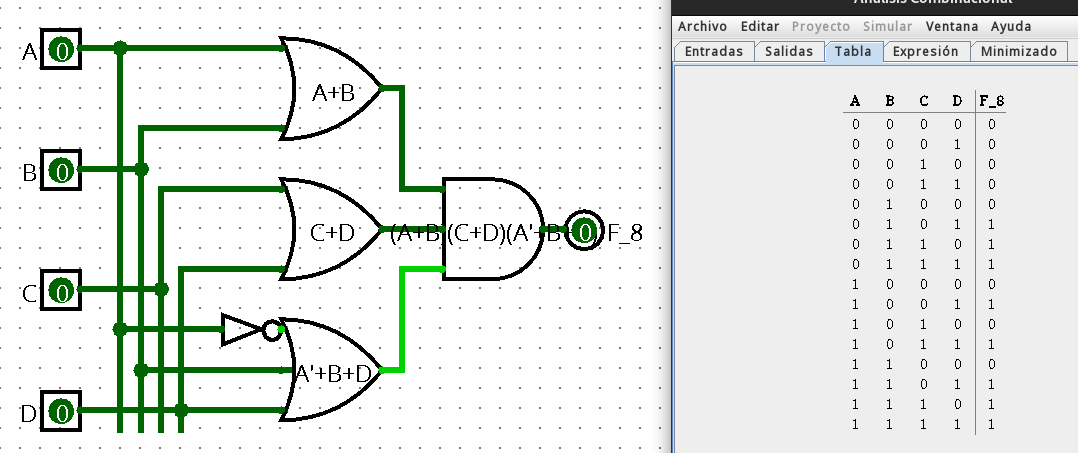 A 0
A+B
B 0
C+D
(A+B)(C+D)(A'+B+ 0 F_8
C 0
A'+B+D
D 0
Análisis Combinacional
Archivo Editar Proyecto Simular Ventana Ayuda
Entradas Salidas Tabla Expresión Minimizado
A B C D F_8
0 0 0 0 0
0 0 0 1 0
0 0 1 0 0
0 0 1 1 0
0 1 0 0 0
0 1 0 1 1
0 1 1 0 1
0 1 1 1 1
1 0 0 0 0
1 0 0 1 1
1 0 1 0 0
1 0 1 1 1
1 1 0 0 0
1 1 0 1 1
1 1 1 0 1
1 1 1 1 1